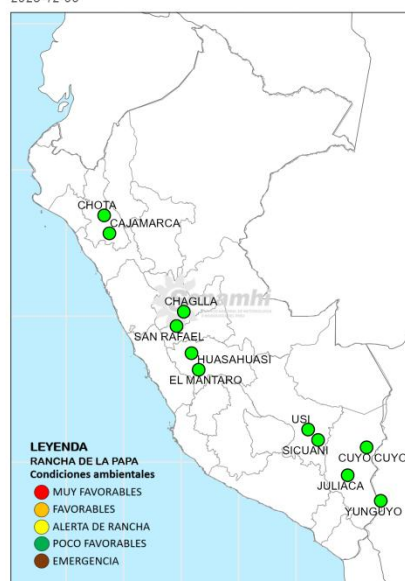 CHOTA
CAJAMARCA
CHAGLLA
Senamhi
SAN RAFAEL
HUASAHUASI
EL MANTARO
USI
SICUANI
CUYO CUYO
JULIACA
YUNGUYO
LEYENDA
RANCHA DE LA PAPA
Condiciones ambientales
MUY FAVORABLES
FAVORABLES
ALERTA DE RANCHA
POCO FAVORABLES
EMERGENCIA